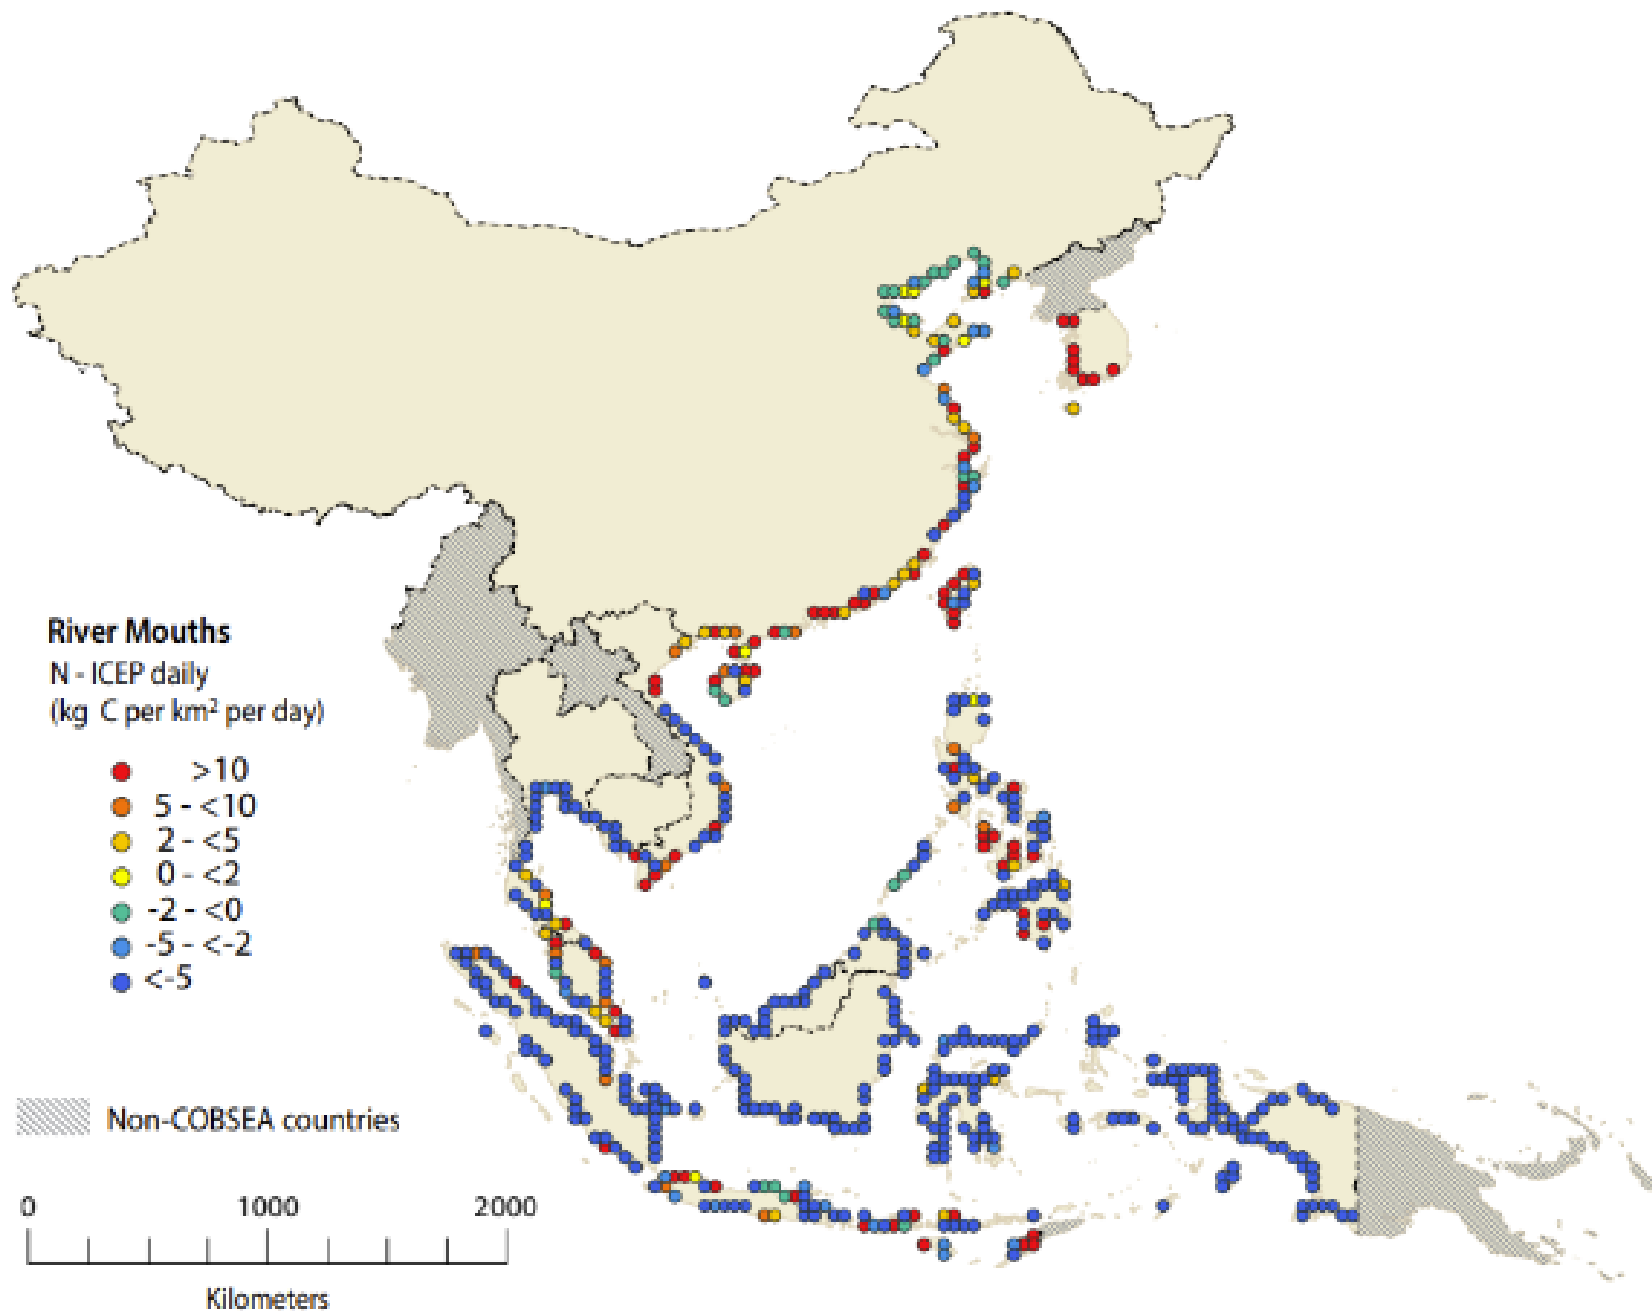 River Mouths
N - ICEP daily
(kg C per km² per day)
>10
5 - <10
2 - <5
0 - <2
-2 - <0
-5 - <-2
<-5
Non-COBSEA countries
0 1000 2000
Kilometers